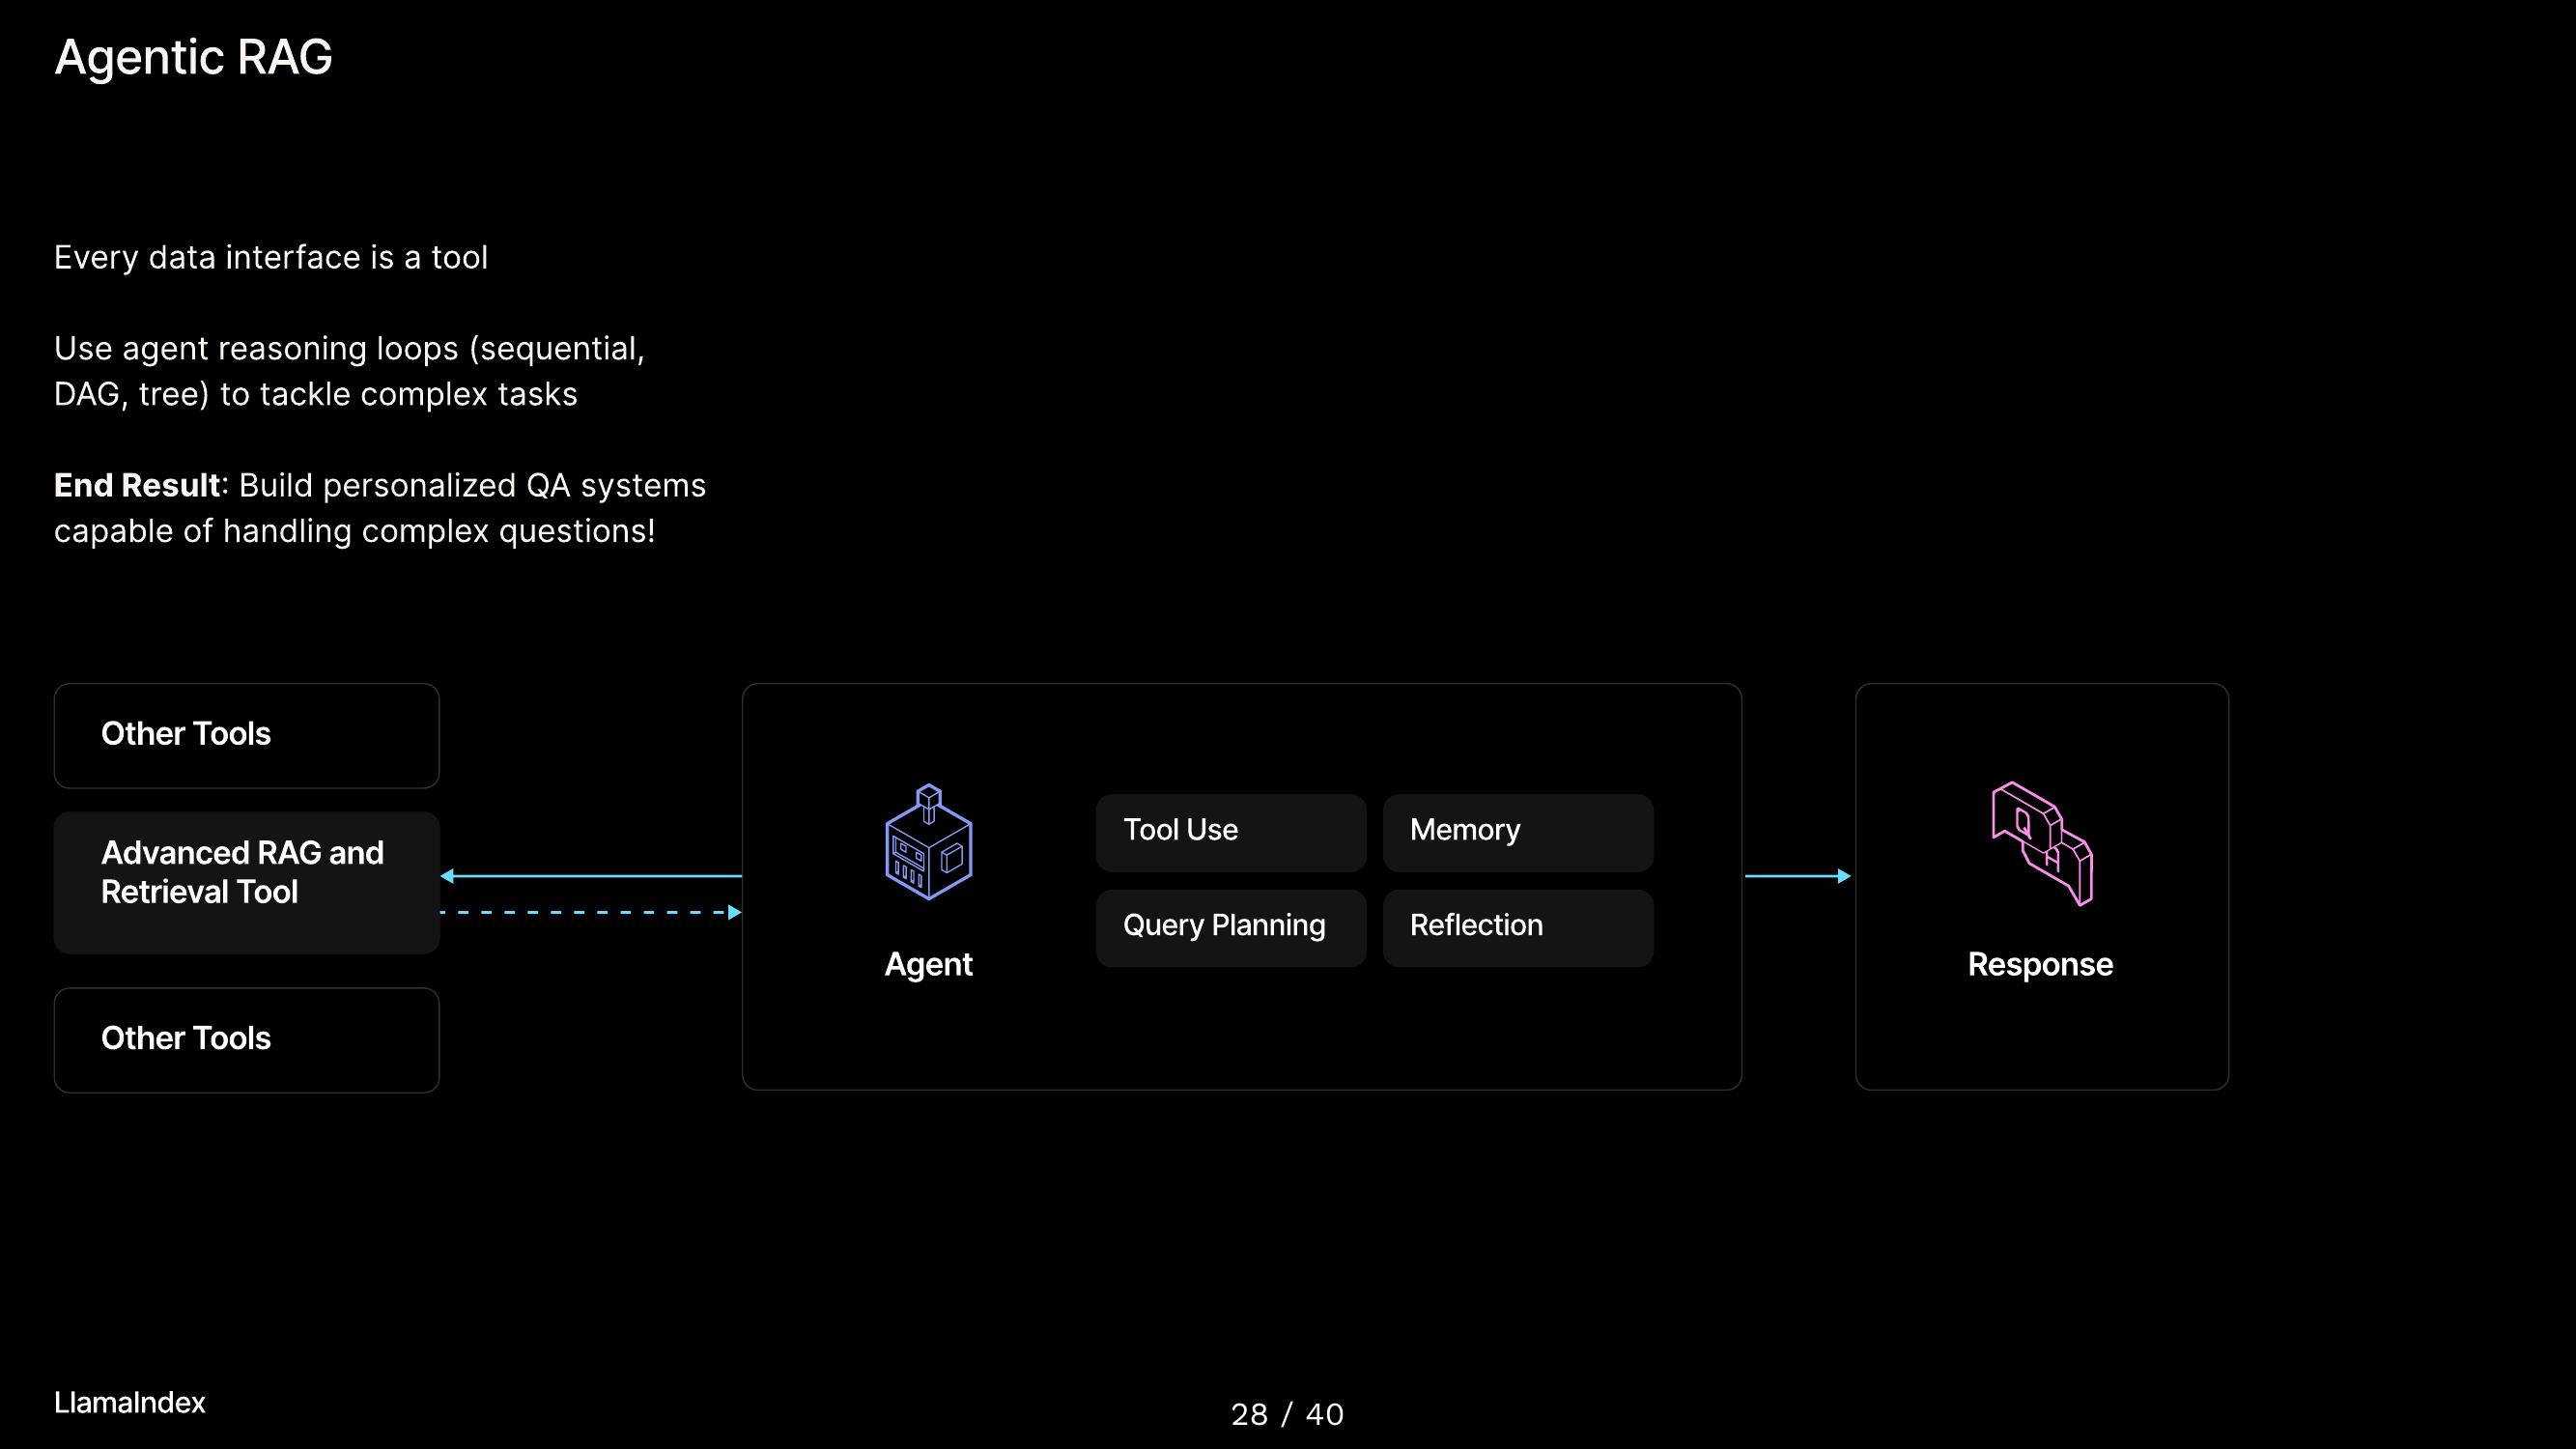 Agentic RAG
Every data interface is a tool
Use agent reasoning loops (sequential,
DAG, tree) to tackle complex tasks
End Result: Build personalized QA systems
capable of handling complex questions!
Other Tools
Advanced RAG and
Retrieval Tool
Other Tools
Agent
Tool Use
Memory
Query Planning
Reflection
Q
Response
LlamaIndex
28 / 40